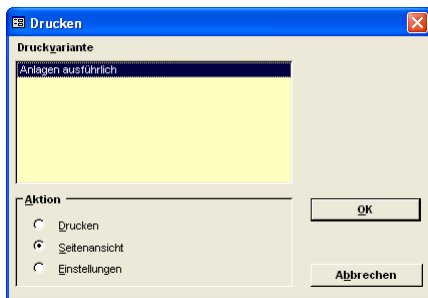 Drucken
Druckvariante
Anlagen ausführlich
Aktion
Drucken
Seitenansicht
Einstellungen
OK
Abbrechen